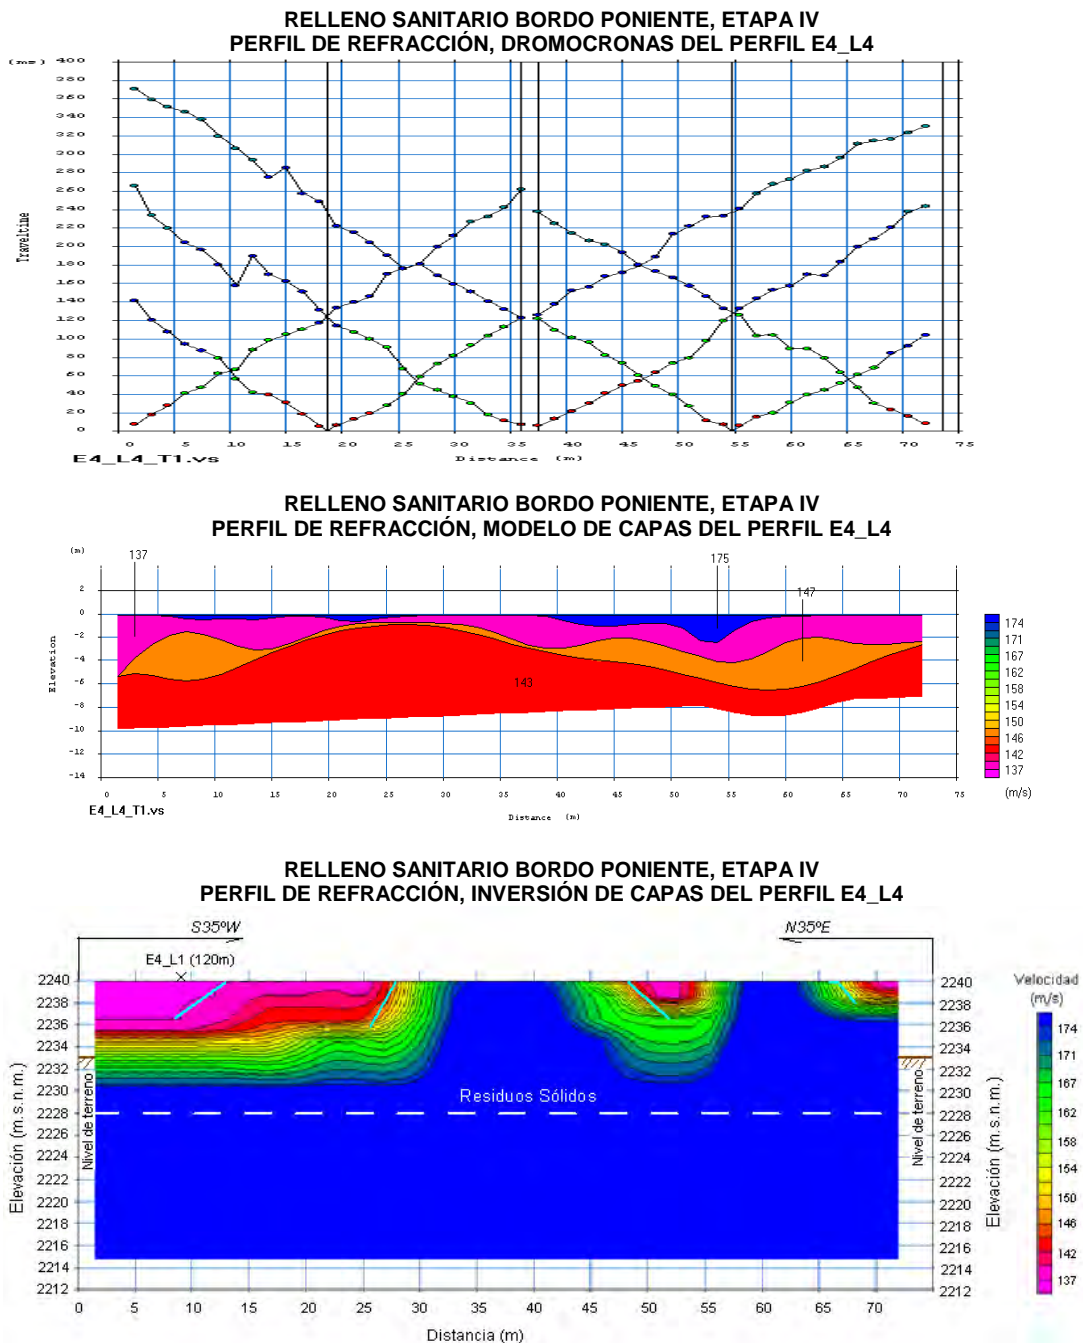 RELLENO SANITARIO BORDO PONIENTE, ETAPA IV
PERFIL DE REFRACCIÓN, DROMOCRONAS DEL PERFIL E4_L4
(ms)
400
380
360
340
320
300
280
260
240
220
200
180
160
140
120
100
80
60
40
20
0
Traveltime
0 5 10 15 20 25 30 35 40 45 50 55 60 65 70 75
E4_L4_T1.vs
Distance (m)
RELLENO SANITARIO BORDO PONIENTE, ETAPA IV
PERFIL DE REFRACCIÓN, MODELO DE CAPAS DEL PERFIL E4_L4
(m)
137
175
147
143
2
0
-2
-4
-6
-8
-10
-12
-14
Elevation
174
171
167
162
158
154
150
146
142
137
(m/s)
0 5 10 15 20 25 30 35 40 45 50 55 60 65 70 75
E4_L4_T1.vs
Distance (m)
RELLENO SANITARIO BORDO PONIENTE, ETAPA IV
PERFIL DE REFRACCIÓN, INVERSIÓN DE CAPAS DEL PERFIL E4_L4
S35ºW
N35ºE
E4_L1 (120m)
2240
2238
2236
2234
2232
2230
2228
2226
2224
2222
2220
2218
2216
2214
2212
Elevación (m.s.n.m.)
Nivel de terreno
Residuos Sólidos
Nivel de terreno
2240
2238
2236
2234
2232
2230
2228
2226
2224
2222
2220
2218
2216
2214
2212
Elevación (m.s.n.m.)
Velocidad
(m/s)
174
171
167
162
158
154
150
146
142
137
0 5 10 15 20 25 30 35 40 45 50 55 60 65 70
Distancia (m)